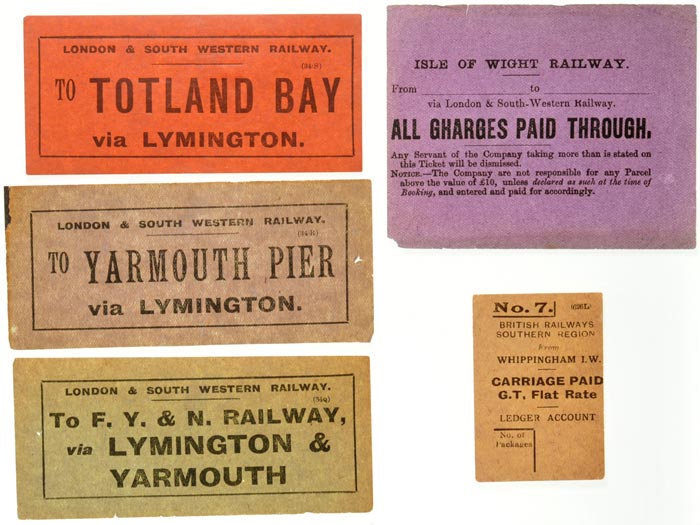 LONDON & SOUTH WESTERN RAILWAY.
(34-S)
TO TOTLAND BAY
via LYMINGTON.
LONDON & SOUTH WESTERN RAILWAY.
TO YARMOUTH PIER
via LYMINGTON.
LONDON & SOUTH WESTERN RAILWAY.
To F. Y. & N. RAILWAY,
via LYMINGTON &
YARMOUTH
ISLE OF WIGHT RAILWAY.
From to
via London & South-Western Railway.
ALL GHARGES PAID THROUGH,
Any Servant of the Company taking more than is stated on
this Ticket will be dismissed.
NOTICE.—The Company are not responsible for any Parcel
above the value of £10, unless declared as such at the time of
Booking, and entered and paid for accordingly.
No. 7.
BRITISH RAILWAYS
SOUTHERN REGION
From
WHIPPINGHAM I.W.
CARRIAGE PAID
G.T. Flat Rate
LEDGER ACCOUNT
No. of
Packages